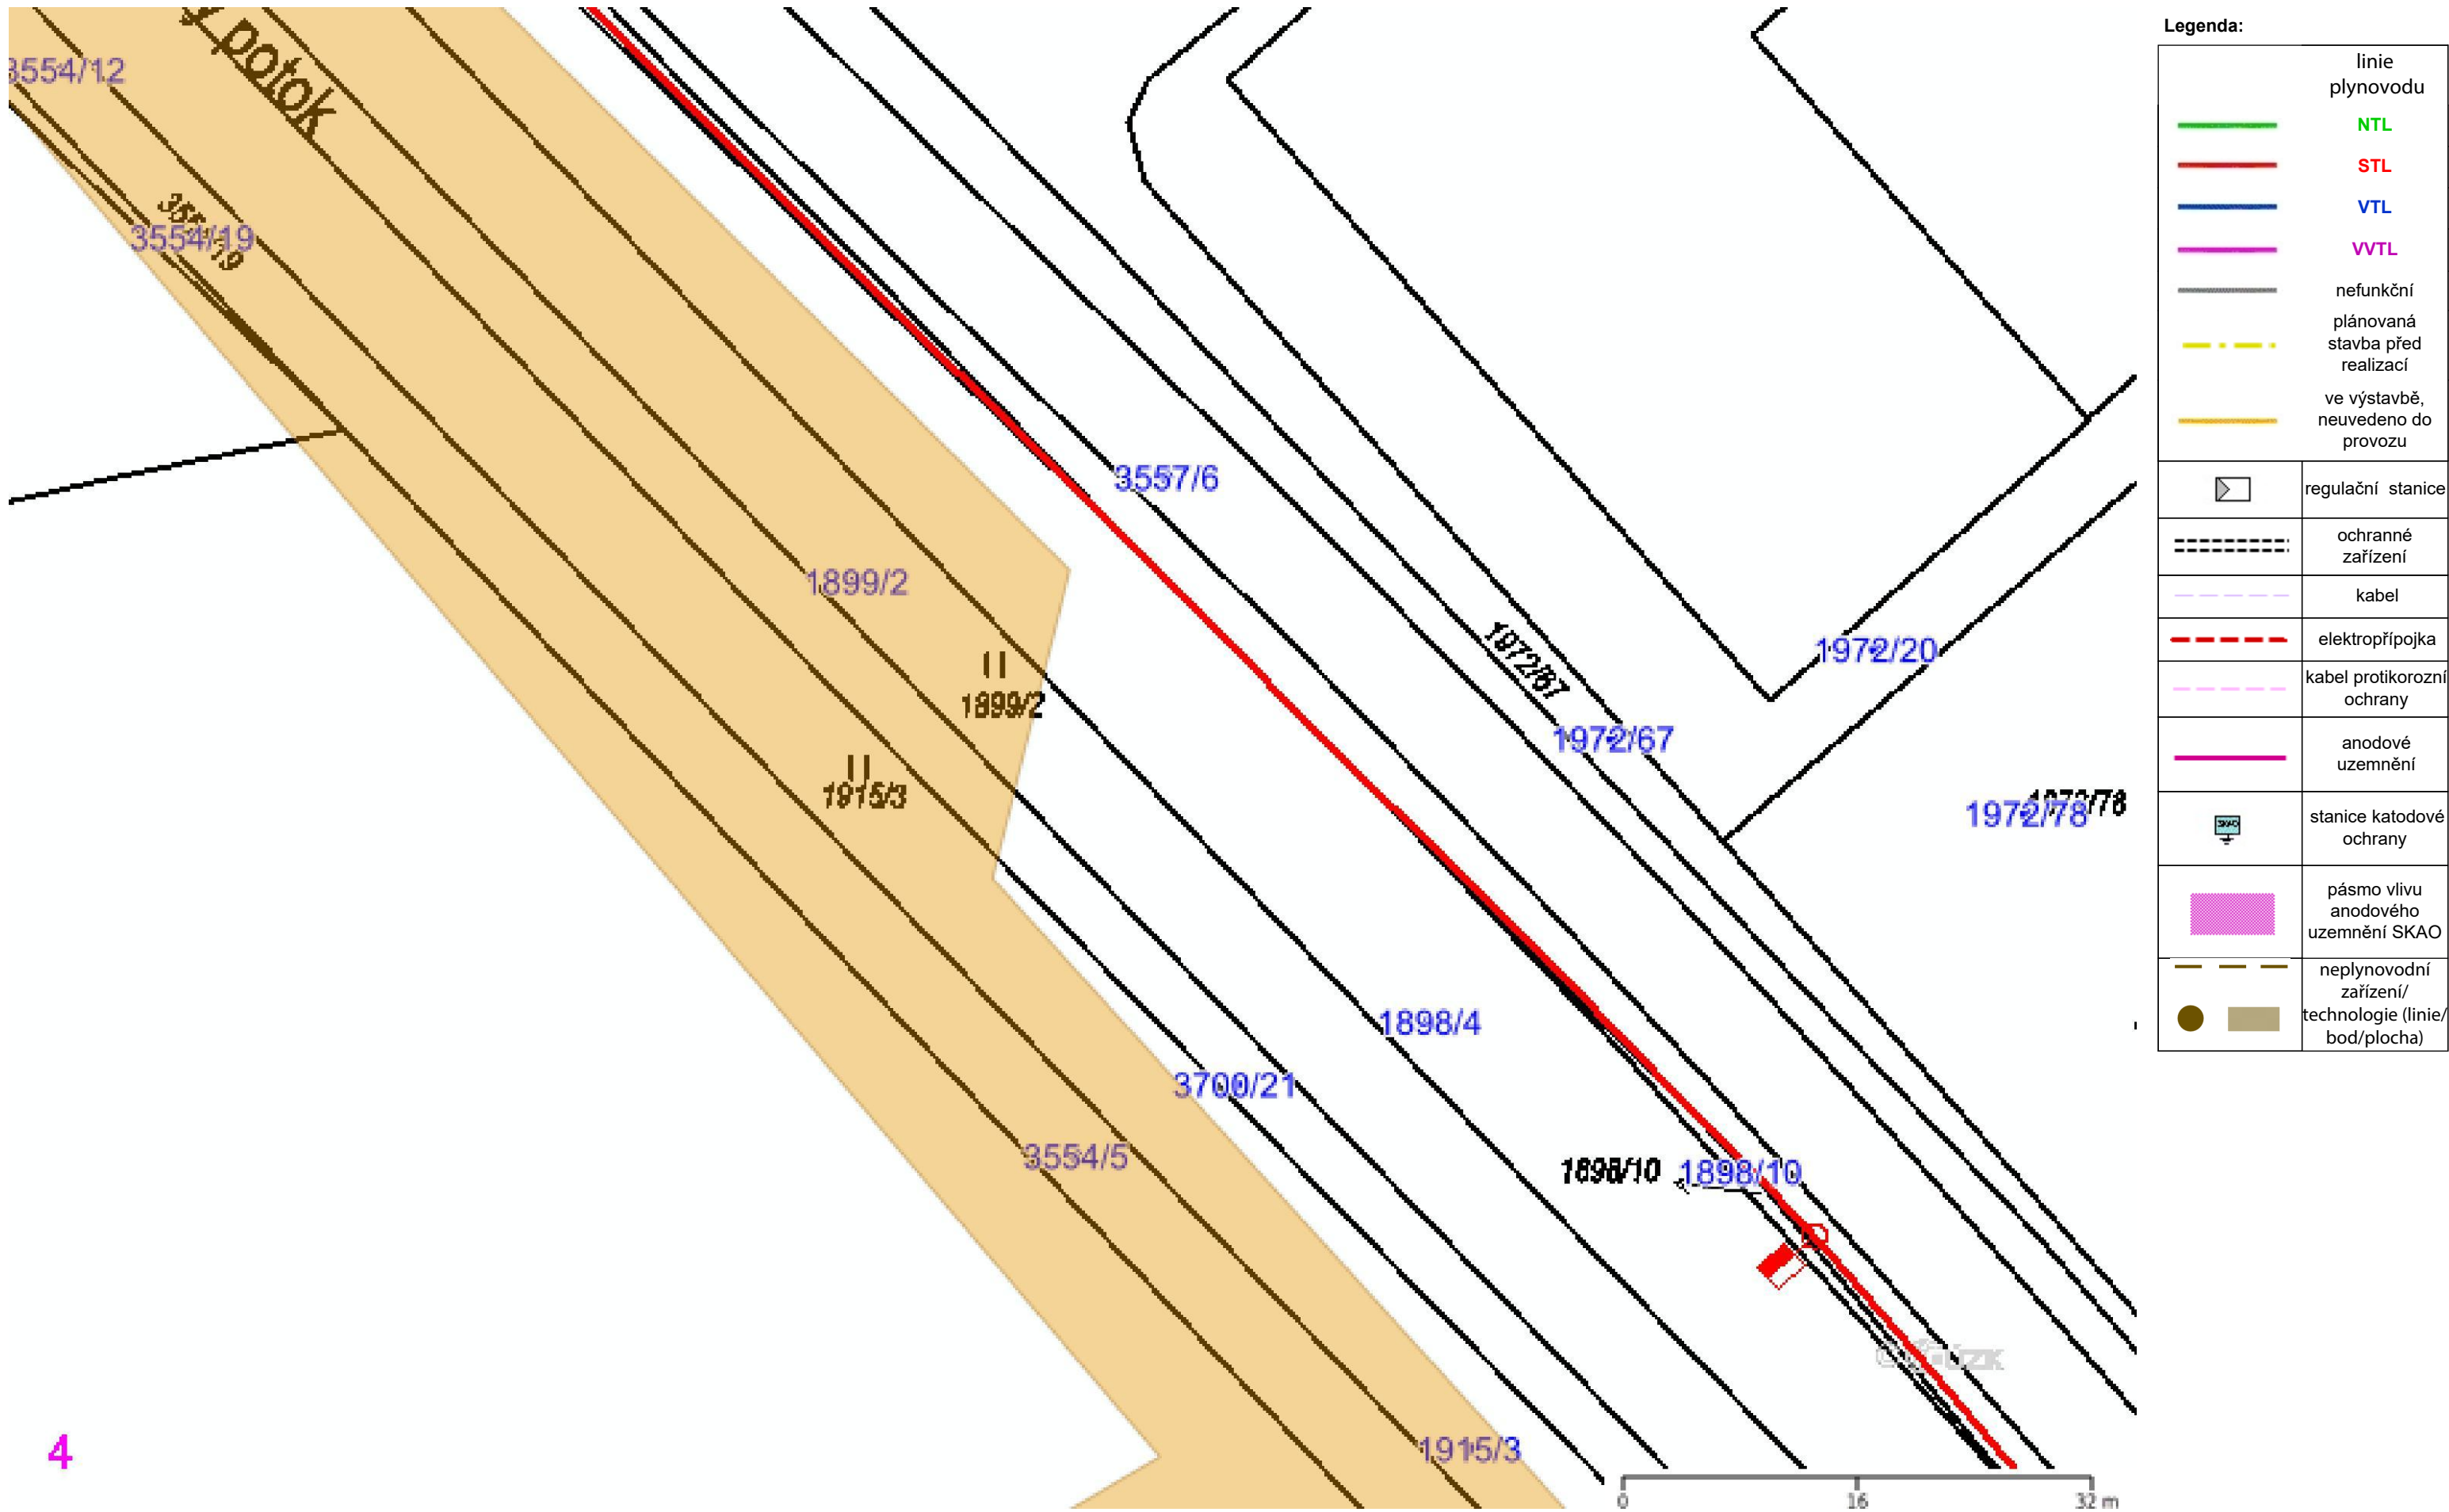 y potok
3554/12
3554/19
3557/6
1899/2
1899/2
1915/3
1972/67
1972/67
1972/20
1972/78
1972/78
1898/4
3700/21
3554/5
1898/10
1898/10
1915/3
4
0 16 32 m
Legenda:
linie
plynovodu
NTL
STL
VTL
VVTL
nefunkční
plánovaná
stavba před
realizací
ve výstavbě,
neuvedeno do
provozu
regulační stanice
ochranné
zařízení
kabel
elektropřípojka
kabel protikorozní
ochrany
anodové
uzemnění
SKAO
stanice katodové
ochrany
pásmo vlivu
anodového
uzemnění SKAO
neplynovodní
zařízení/
technologie (linie/
bod/plocha)